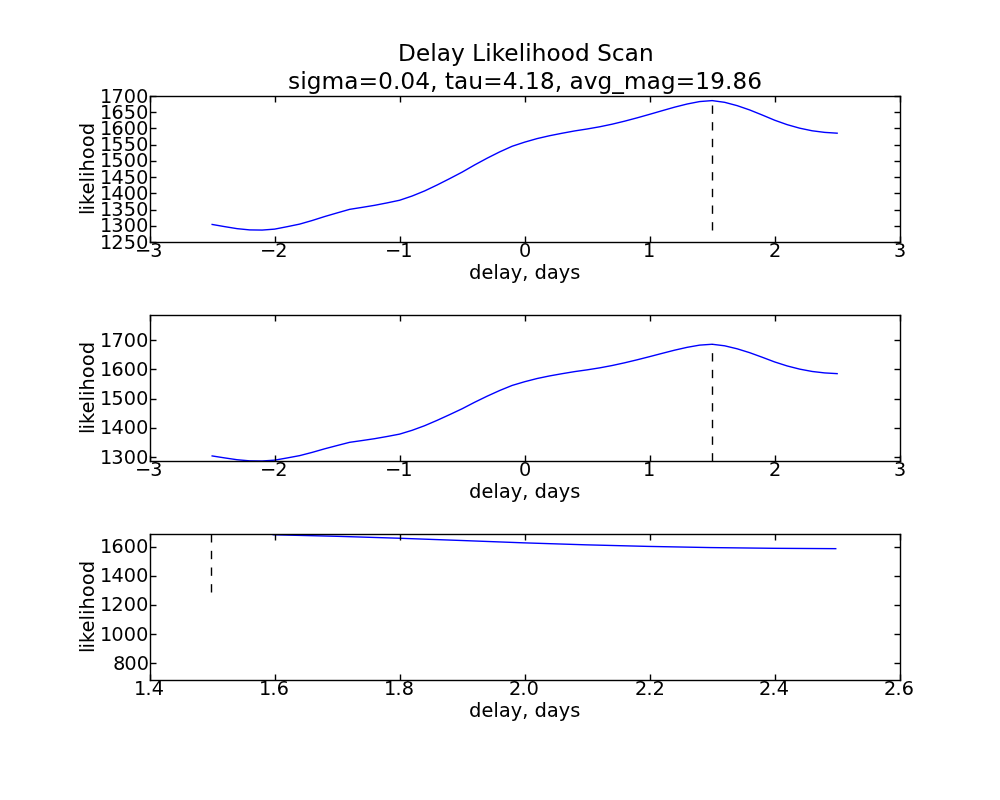 Delay Likelihood Scan
sigma=0.04, tau=4.18, avg_mag=19.86
likelihood
1700
1650
1600
1550
1500
1450
1400
1350
1300
1250
−3 −2 −1 0 1 2 3
delay, days
likelihood
1700
1600
1500
1400
1300
−3 −2 −1 0 1 2 3
delay, days
likelihood
1600
1400
1200
1000
800
1.4 1.6 1.8 2.0 2.2 2.4 2.6
delay, days